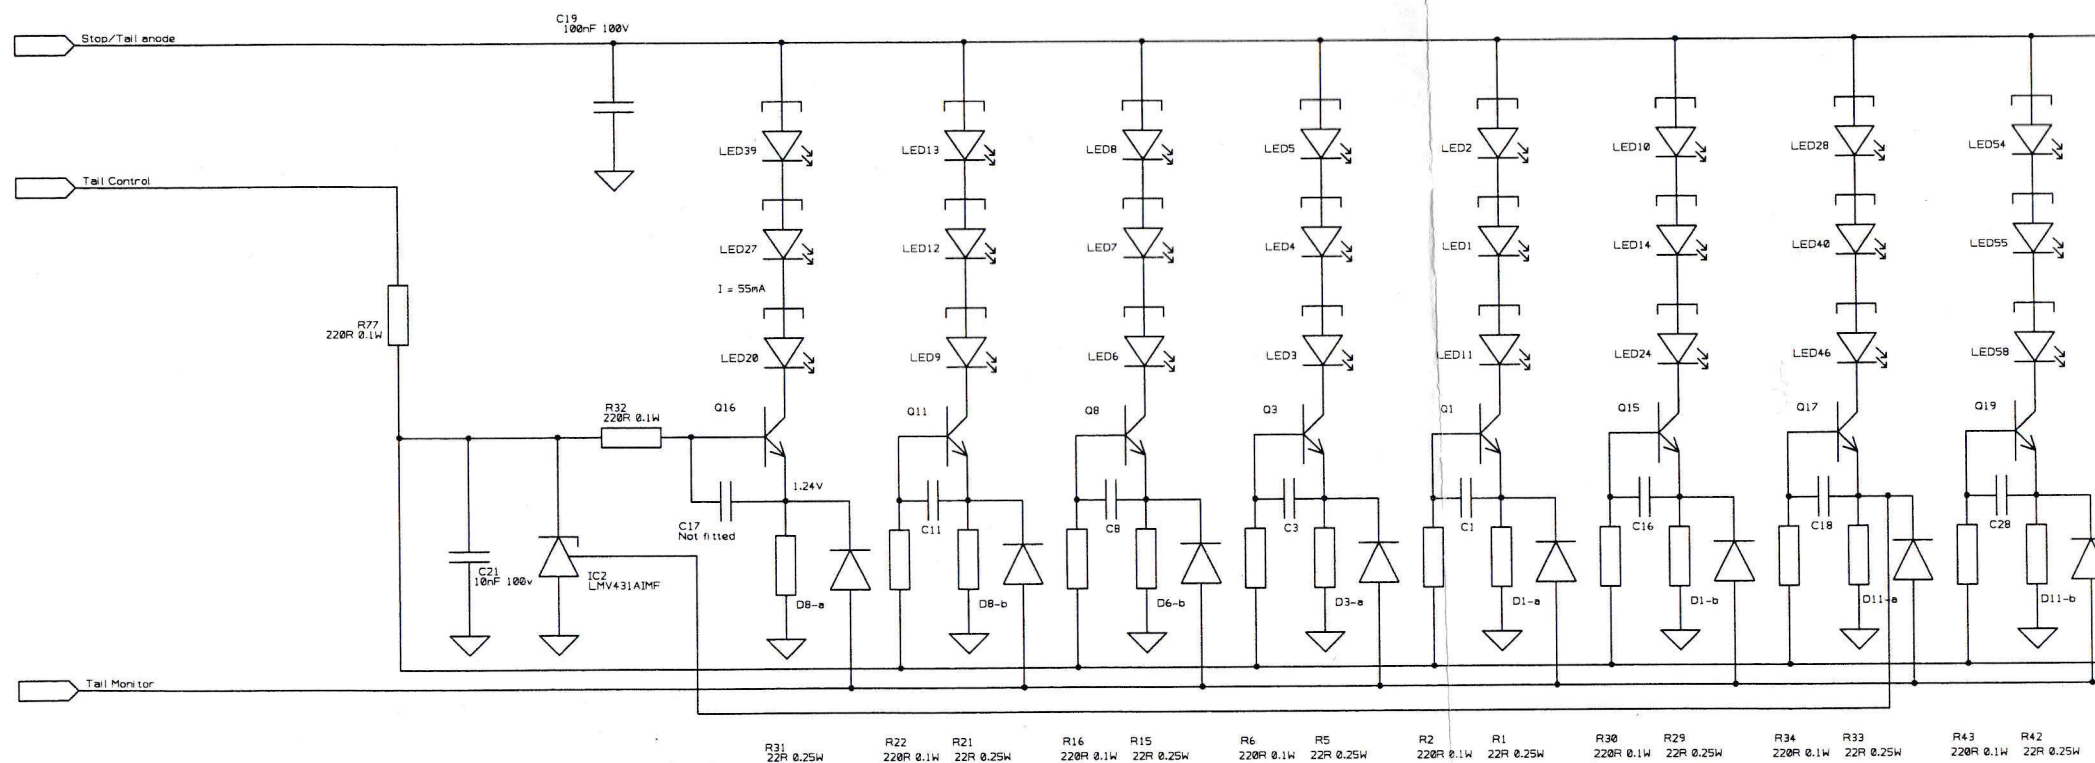 C19
100nF 100V
Stop/Tail anode
LED39
LED13
LED8
LED5
LED2
LED10
LED28
LED54
Tail Control
LED27
LED12
LED7
LED4
LED1
LED14
LED40
LED55
I = 55mA
R77
220R 0.1W
LED20
LED9
LED6
LED3
LED11
LED24
LED46
LED58
R32
220R 0.1W
Q16
Q11
Q8
Q3
Q1
Q15
Q17
Q19
1.24V
C17
Not fitted
C11
C8
C3
C1
C16
C18
C28
C21
10nF 100v
IC2
LMV431AIMF
D8-a
D8-b
D6-b
D3-a
D1-a
D1-b
D11-a
D11-b
Tail Monitor
R31
22R 0.25W
R22
220R 0.1W
R21
22R 0.25W
R16
220R 0.1W
R15
22R 0.25W
R6
220R 0.1W
R5
22R 0.25W
R2
220R 0.1W
R1
22R 0.25W
R30
220R 0.1W
R29
22R 0.25W
R34
220R 0.1W
R33
22R 0.25W
R43
220R 0.1W
R42
22R 0.25W